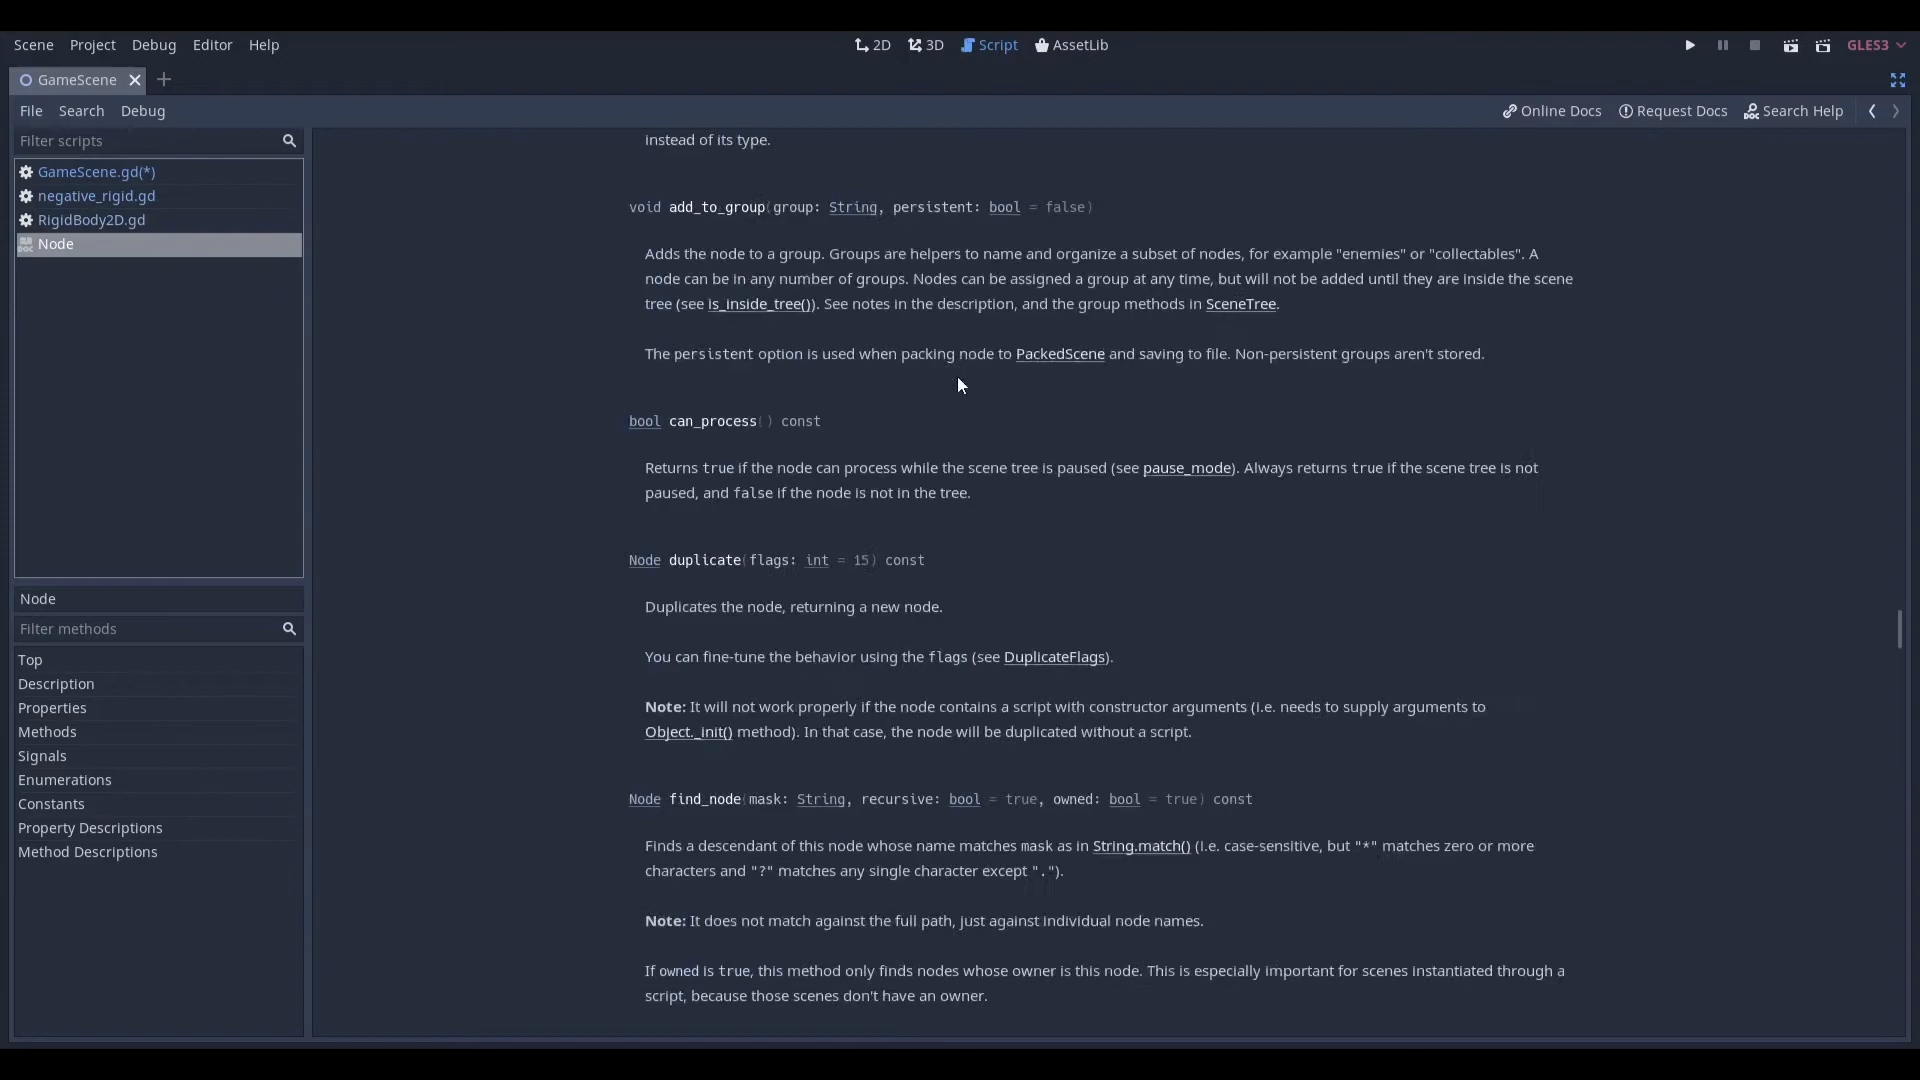 Scene Project Debug Editor Help 2D 3D Script AssetLib GLES3
GameScene
File Search Debug Online Docs Request Docs Search Help
Filter scripts
GameScene.gd(*)
negative_rigid.gd
RigidBody2D.gd
Node
Node
Filter methods
Top
Description
Properties
Methods
Signals
Enumerations
Constants
Property Descriptions
Method Descriptions
instead of its type.
void add_to_group(group: String, persistent: bool = false)
Adds the node to a group. Groups are helpers to name and organize a subset of nodes, for example "enemies" or "collectables". A
node can be in any number of groups. Nodes can be assigned a group at any time, but will not be added until they are inside the scene
tree (see is_inside_tree()). See notes in the description, and the group methods in SceneTree.
The persistent option is used when packing node to PackedScene and saving to file. Non-persistent groups aren't stored.
bool can_process() const
Returns true if the node can process while the scene tree is paused (see pause_mode). Always returns true if the scene tree is not
paused, and false if the node is not in the tree.
Node duplicate(flags: int = 15) const
Duplicates the node, returning a new node.
You can fine-tune the behavior using the flags (see DuplicateFlags).
Note: It will not work properly if the node contains a script with constructor arguments (i.e. needs to supply arguments to
Object._init() method). In that case, the node will be duplicated without a script.
Node find_node(mask: String, recursive: bool = true, owned: bool = true) const
Finds a descendant of this node whose name matches mask as in String.match() (i.e. case-sensitive, but "*" matches zero or more
characters and "?" matches any single character except ".").
Note: It does not match against the full path, just against individual node names.
If owned is true, this method only finds nodes whose owner is this node. This is especially important for scenes instantiated through a
script, because those scenes don't have an owner.